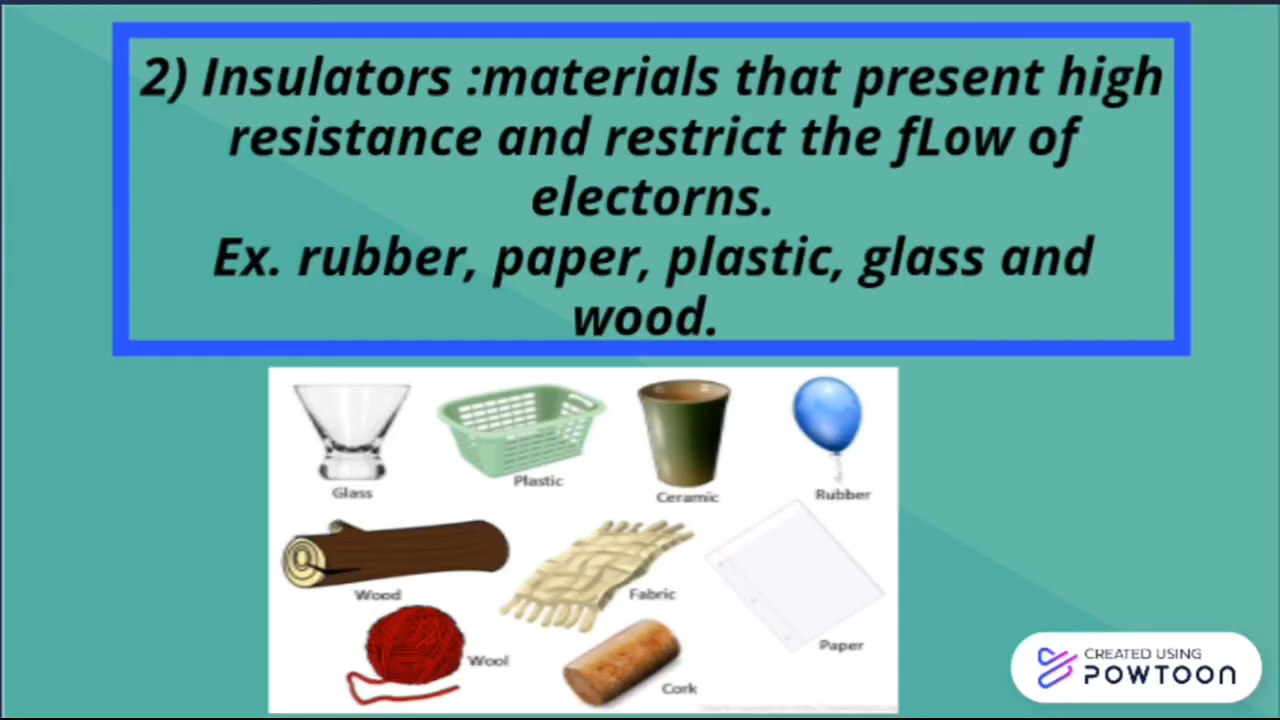 2) Insulators :materials that present high
resistance and restrict the fLow of
electorns.
Ex. rubber, paper, plastic, glass and
wood.
Glass
Plastic
Ceramic
Rubber
Wood
Fabric
Paper
Wool
Cork
CREATED USING
POWTOON